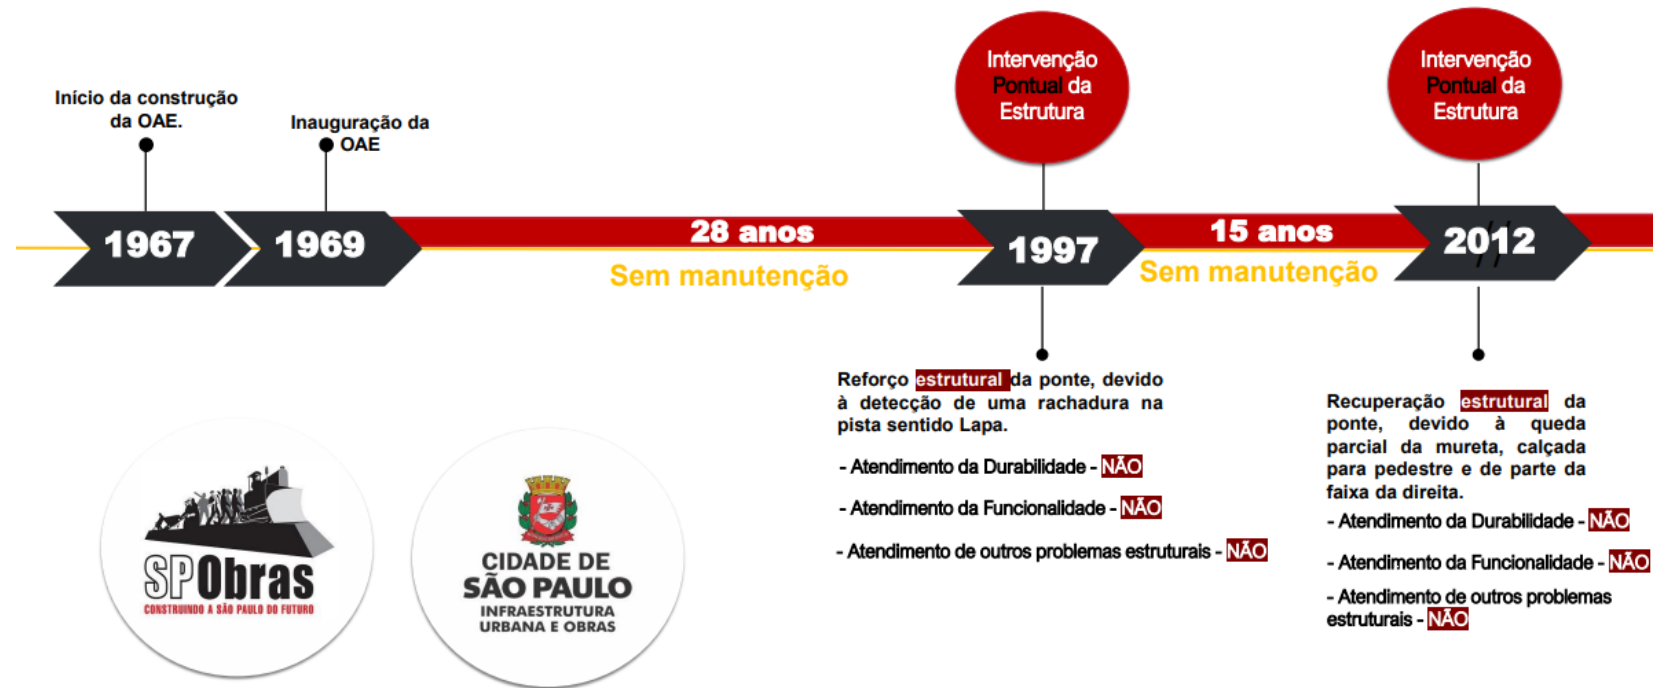 Início da construção
da OAE.
Inauguração da
OAE
Intervenção
Pontual da
Estrutura
Intervenção
Pontual da
Estrutura
1967
1969
28 anos
Sem manutenção
1997
15 anos
Sem manutenção
2012
Reforço estrutural da ponte, devido
à detecção de uma rachadura na
pista sentido Lapa.
- Atendimento da Durabilidade - NÃO
- Atendimento da Funcionalidade - NÃO
- Atendimento de outros problemas estruturais - NÃO
Recuperação estrutural da
ponte, devido à queda
parcial da mureta, calçada
para pedestre e de parte da
faixa da direita.
- Atendimento da Durabilidade - NÃO
- Atendimento da Funcionalidade - NÃO
- Atendimento de outros problemas
estruturais - NÃO
SPObras
CONSTRUINDO A SÃO PAULO DO FUTURO
CIDADE DE
SÃO PAULO
INFRAESTRUTURA
URBANA E OBRAS